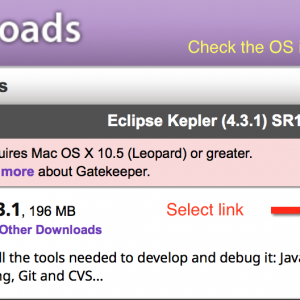 oads
Check the OS
s
Eclipse Kepler (4.3.1) SR1
uires Mac OS X 10.5 (Leopard) or greater.
more about Gatekeeper.
3.1, 196 MB
Select link
Other Downloads
ll the tools needed to develop and debug it: Java
ng, Git and CVS...